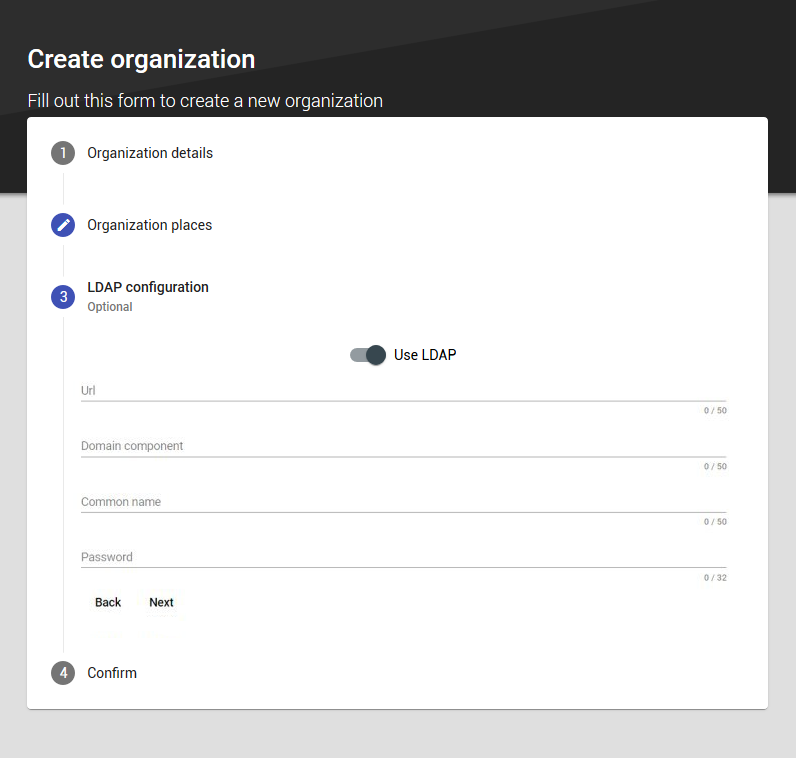 Create organization
Fill out this form to create a new organization
1 Organization details
Organization places
3 LDAP configuration
Optional
Use LDAP
Url
0 / 50
Domain component
0 / 50
Common name
0 / 50
Password
0 / 32
Back Next
4 Confirm